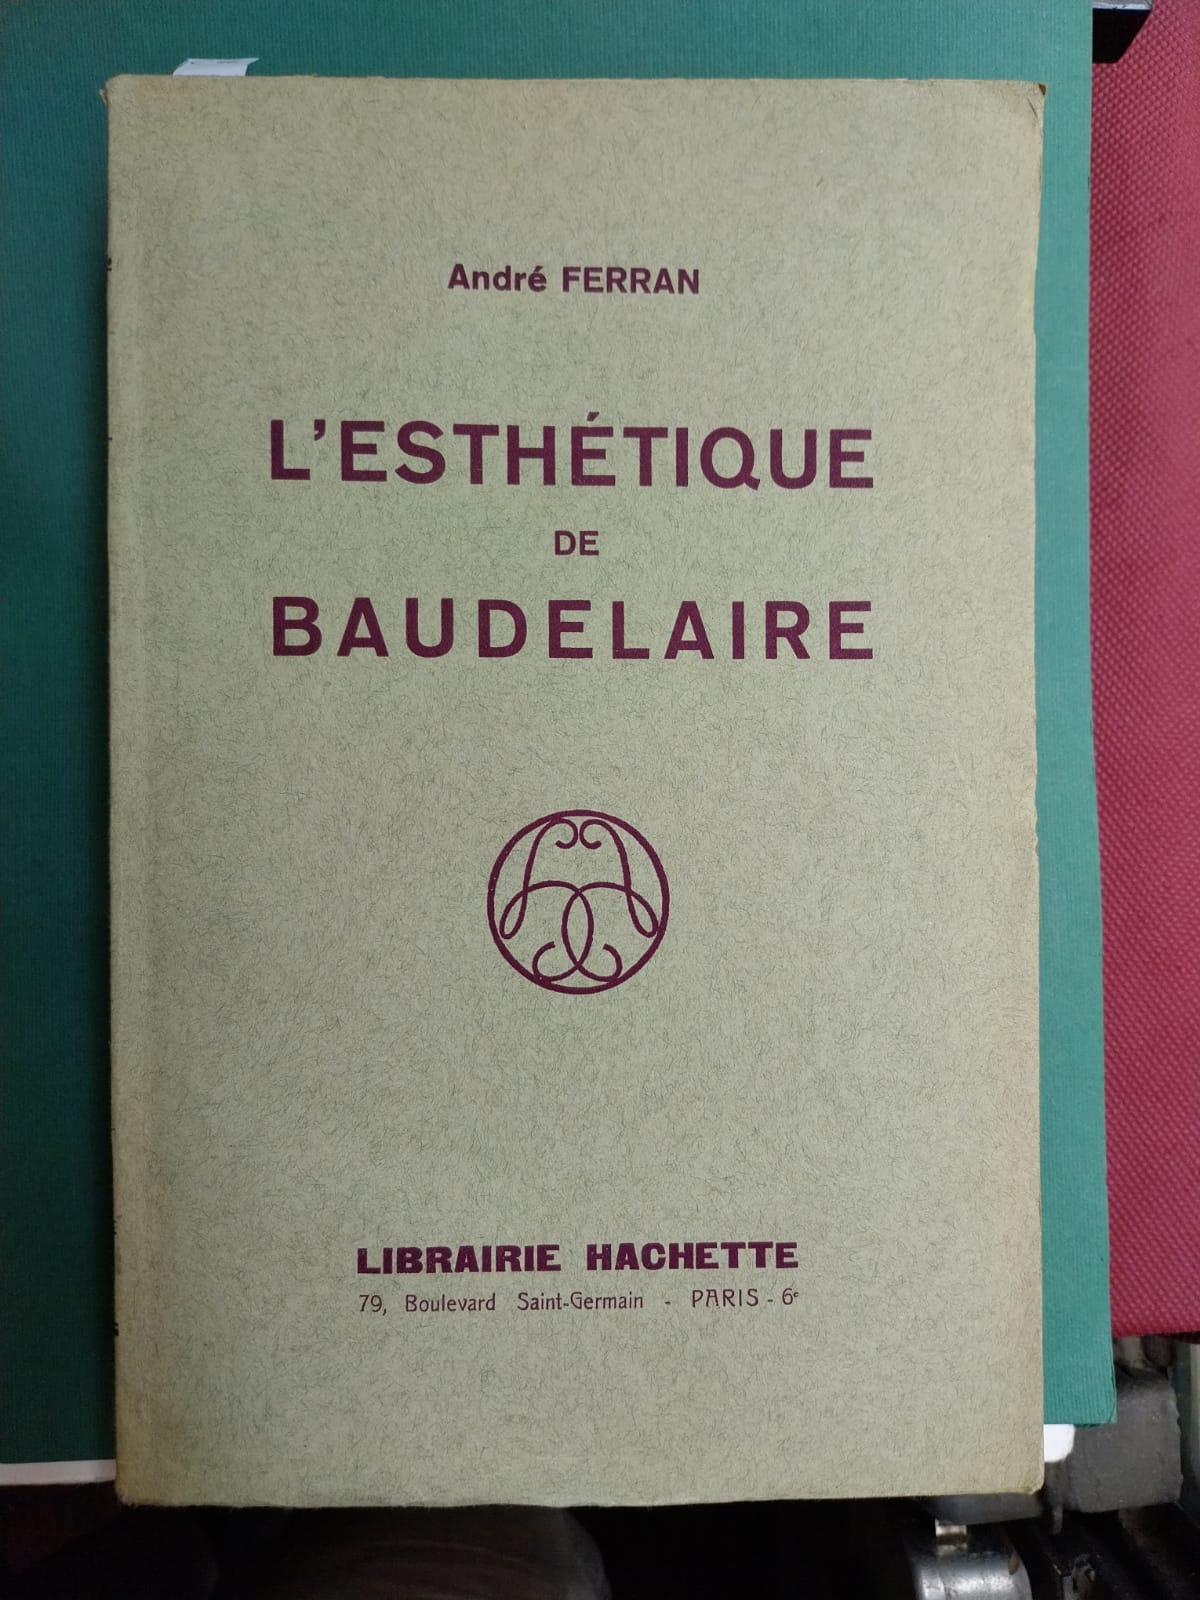 André FERRAN
L'ESTHÉTIQUE
DE
BAUDELAIRE
LIBRAIRIE HACHETTE
79, Boulevard Saint-Germain - PARIS - 6e